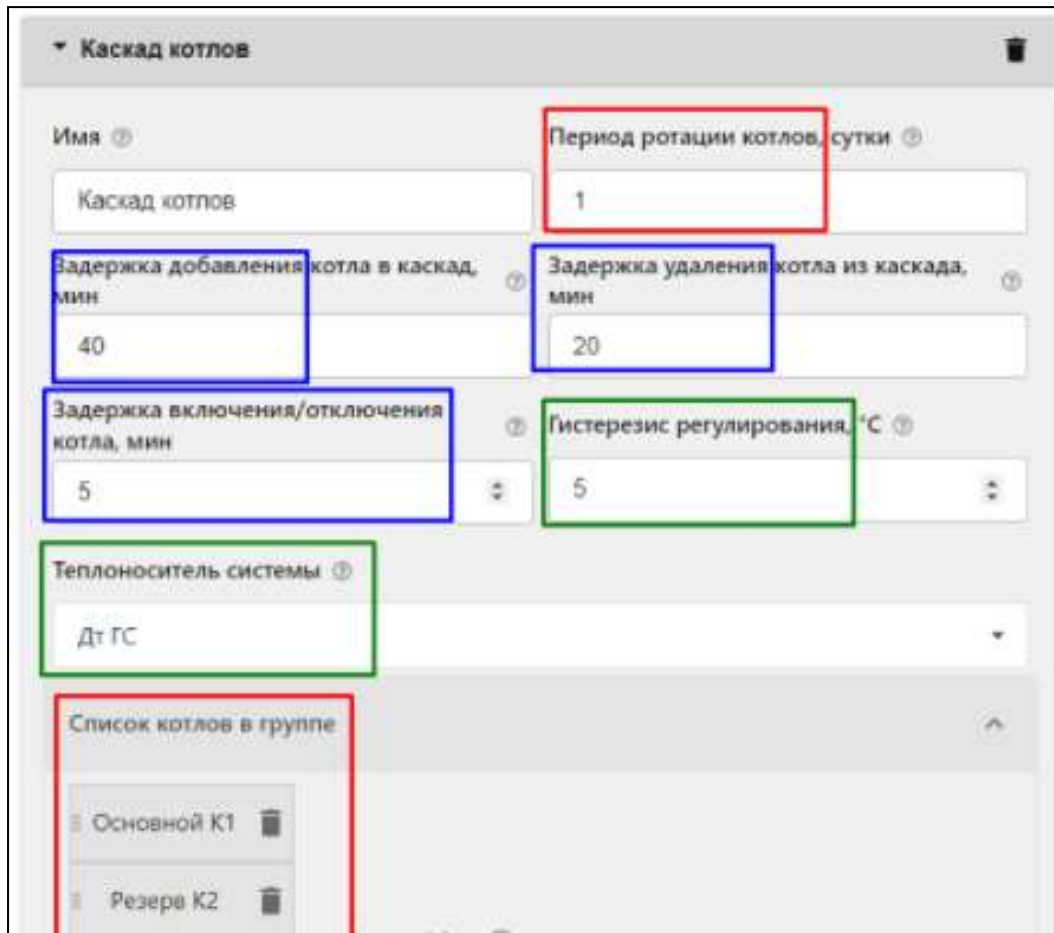 Каскад котлов
Имя
Период ротации котлов, сутки
Каскад котлов
1
Задержка добавления котла в каскад, мин
Задержка удаления котла из каскада, мин
40
20
Задержка включения/отключения котла, мин
Гистерезис регулирования, °C
5
5
Теплоноситель системы
Дт ГС
Список котлов в группе
Основной К1
Резерв К2